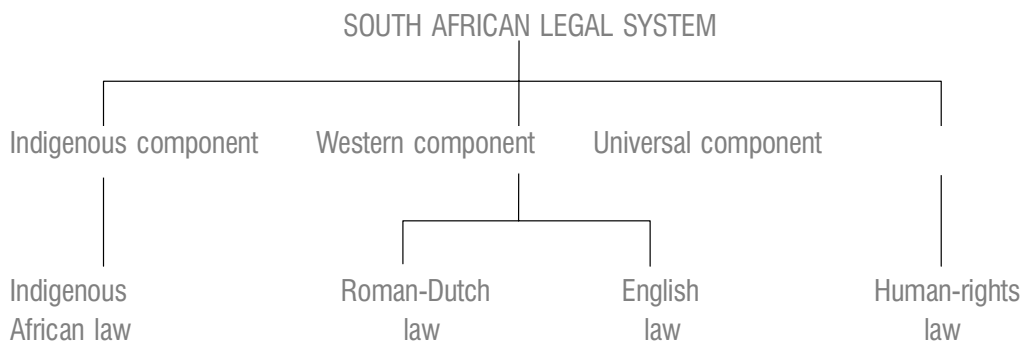 SOUTH AFRICAN LEGAL SYSTEM
Indigenous component Western component Universal component
Indigenous Roman-Dutch English Human-rights
African law law law law